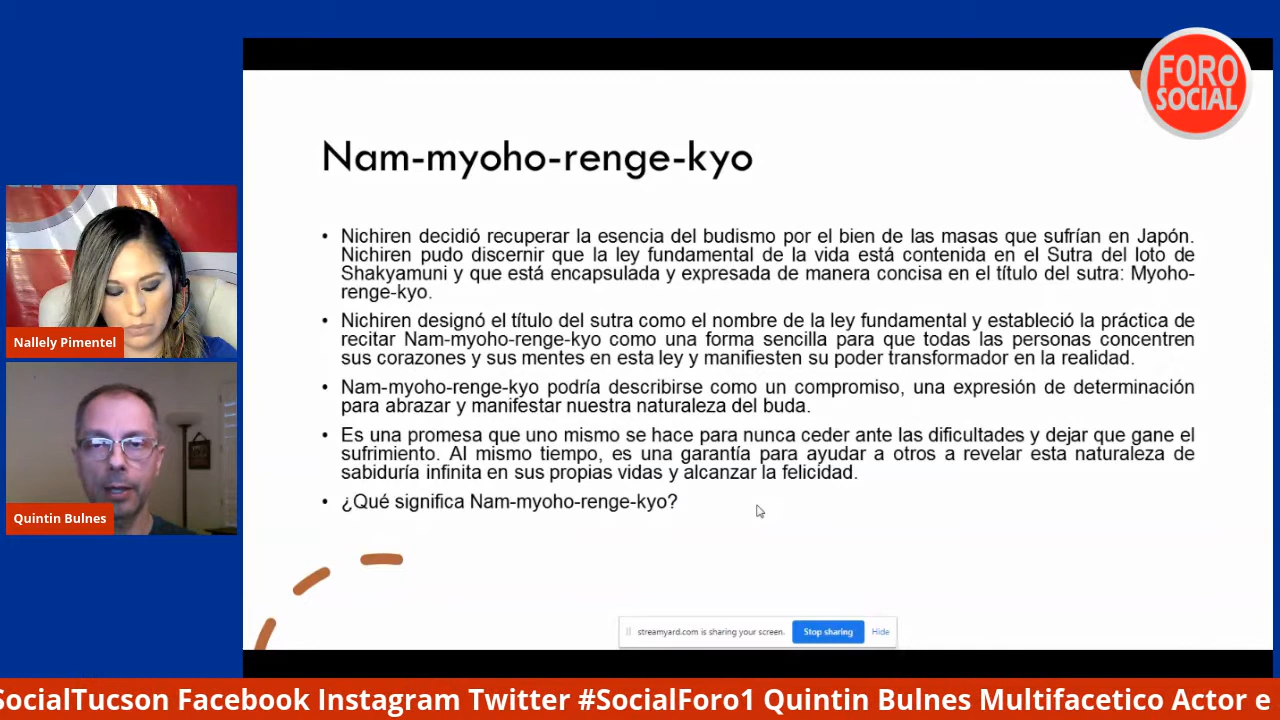 FORO
SOCIAL
Nam-myoho-renge-kyo
• Nichiren decidió recuperar la esencia del budismo por el bien de las masas que sufrían en Japón.
Nichiren pudo discernir que la ley fundamental de la vida está contenida en el Sutra del loto de
Shakyamuni y que está encapsulada y expresada de manera concisa en el título del sutra: Myoho-
renge-kyo.
• Nichiren designó el título del sutra como el nombre de la ley fundamental y estableció la práctica de
recitar Nam-myoho-renge-kyo como una forma sencilla para que todas las personas concentren
sus corazones y sus mentes en esta ley y manifiesten su poder transformador en la realidad.
• Nam-myoho-renge-kyo podría describirse como un compromiso, una expresión de determinación
para abrazar y manifestar nuestra naturaleza del buda.
• Es una promesa que uno mismo se hace para nunca ceder ante las dificultades y dejar que gane el
sufrimiento. Al mismo tiempo, es una garantía para ayudar a otros a revelar esta naturaleza de
sabiduría infinita en sus propias vidas y alcanzar la felicidad.
• ¿Qué significa Nam-myoho-renge-kyo?
Nallely Pimentel
Quintin Bulnes
streamyard.com is sharing your screen.
Stop sharing
Hide
SocialTucson Facebook Instagram Twitter #SocialForo1 Quintin Bulnes Multifacetico Actor e